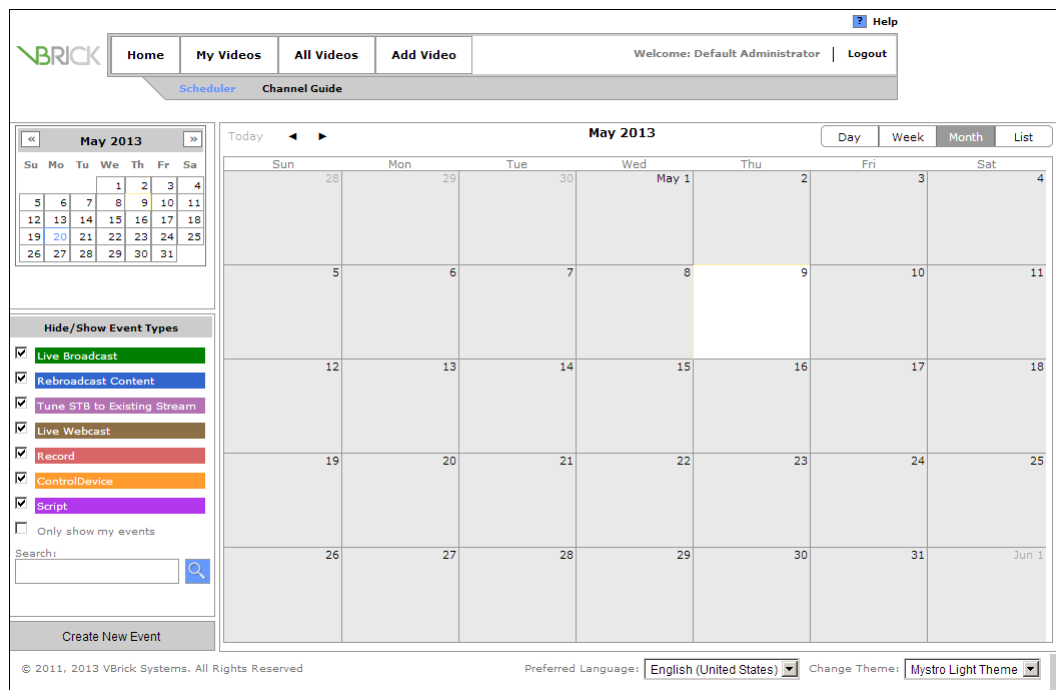 ? Help
VBRICK Home My Videos All Videos Add Video Welcome: Default Administrator | Logout
Scheduler Channel Guide
« May 2013 »
Su Mo Tu We Th Fr Sa
1 2 3 4
5 6 7 8 9 10 11
12 13 14 15 16 17 18
19 20 21 22 23 24 25
26 27 28 29 30 31
Hide/Show Event Types
Live Broadcast
Rebroadcast Content
Tune STB to Existing Stream
Live Webcast
Record
ControlDevice
Script
Only show my events
Search:
Create New Event
Today ◄ ► May 2013 Day Week Month List
Sun Mon Tue Wed Thu Fri Sat
28 29 30 May 1 2 3 4
5 6 7 8 9 10 11
12 13 14 15 16 17 18
19 20 21 22 23 24 25
26 27 28 29 30 31 Jun 1
© 2011, 2013 VBrick Systems. All Rights Reserved Preferred Language: English (United States) Change Theme: Mystro Light Theme